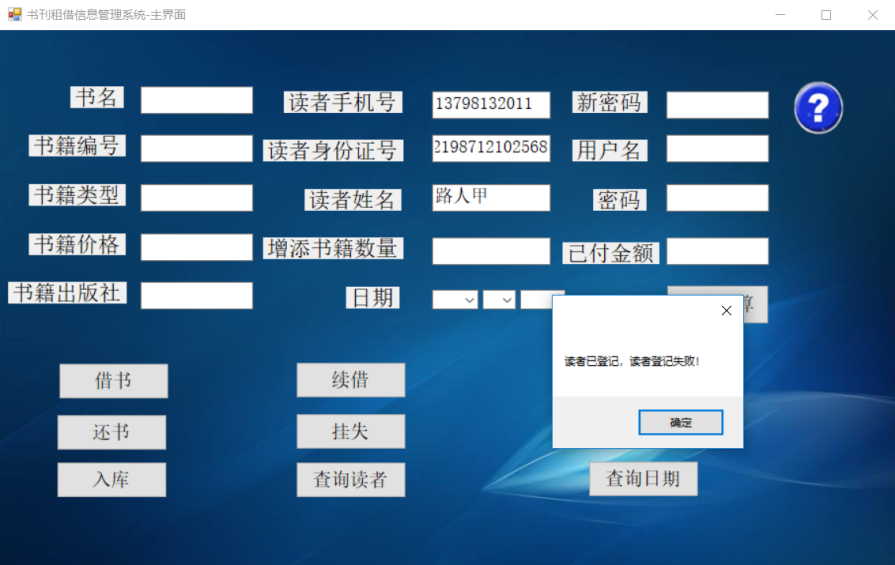 书刊租借信息管理系统-主界面
书名
读者手机号
13798132011
新密码
?
书籍编号
读者身份证号
2198712102568
用户名
书籍类型
读者姓名
路人甲
密码
书籍价格
增添书籍数量
已付金额
书籍出版社
日期
算
读者已登记，读者登记失败!
确定
借书
续借
还书
挂失
入库
查询读者
查询日期